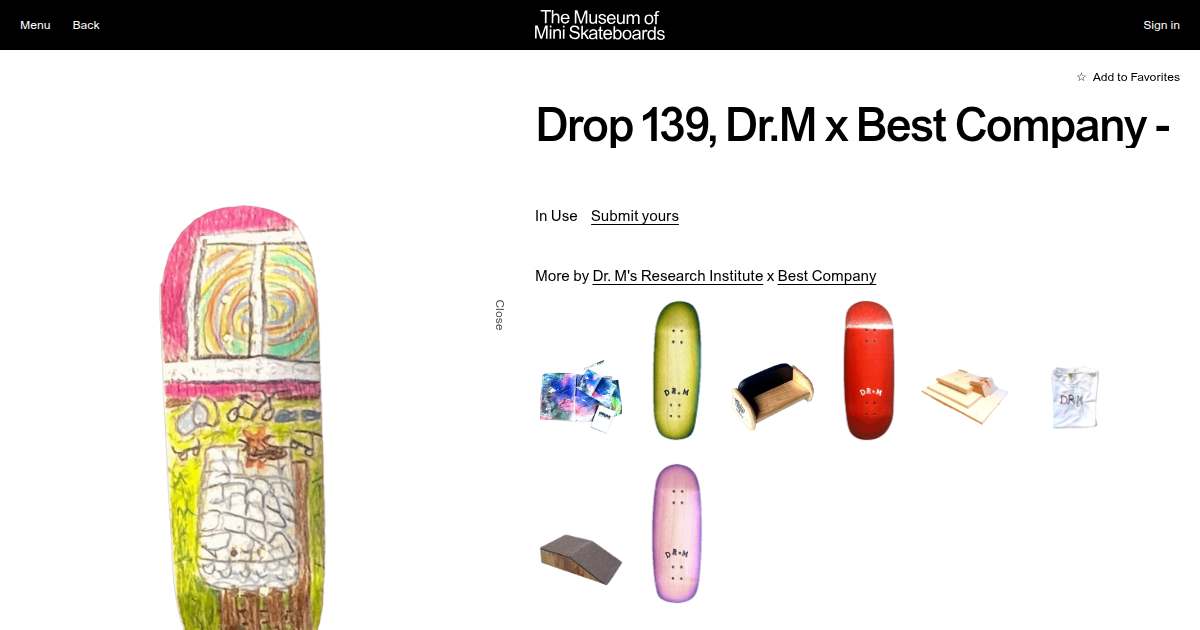 Menu
Back
The Museum of
Mini Skateboards
Sign in
☆ Add to Favorites
Drop 139, Dr.M x Best Company -
In Use Submit yours
More by Dr. M's Research Institute x Best Company
Close
DR•M
DR•M
DR.M
DR•M